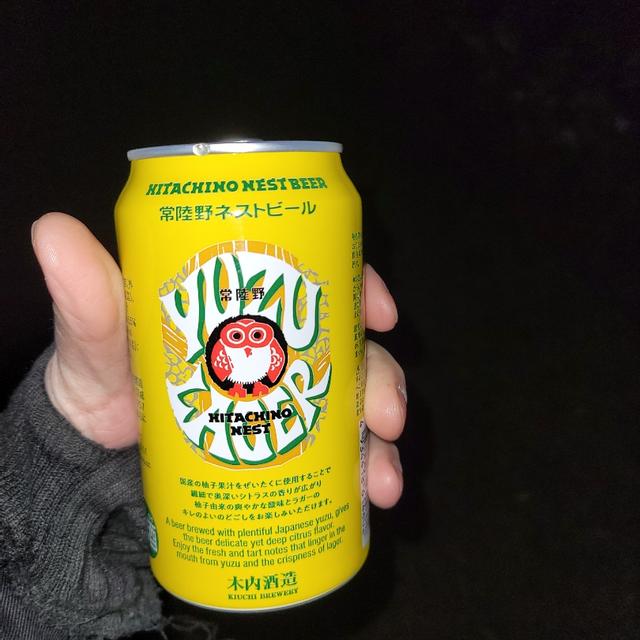 HITACHINO NEST BEER
常陸野ネストビール
YUZU
常陸野
LAGER
HITACHINO
NEST
国産の柚子果汁をぜいたくに使用することで
繊細で奥深いシトラスの香りが広がり
柚子由来の爽やかな酸味とラガーの
キレのよいのどごしをお楽しみいただけます。
A beer brewed with plentiful Japanese yuzu, gives
the beer delicate yet deep citrus flavor.
Enjoy the fresh and tart notes that linger in the
mouth from yuzu and the crispness of lager.
木内酒造
KIUCHI BREWERY